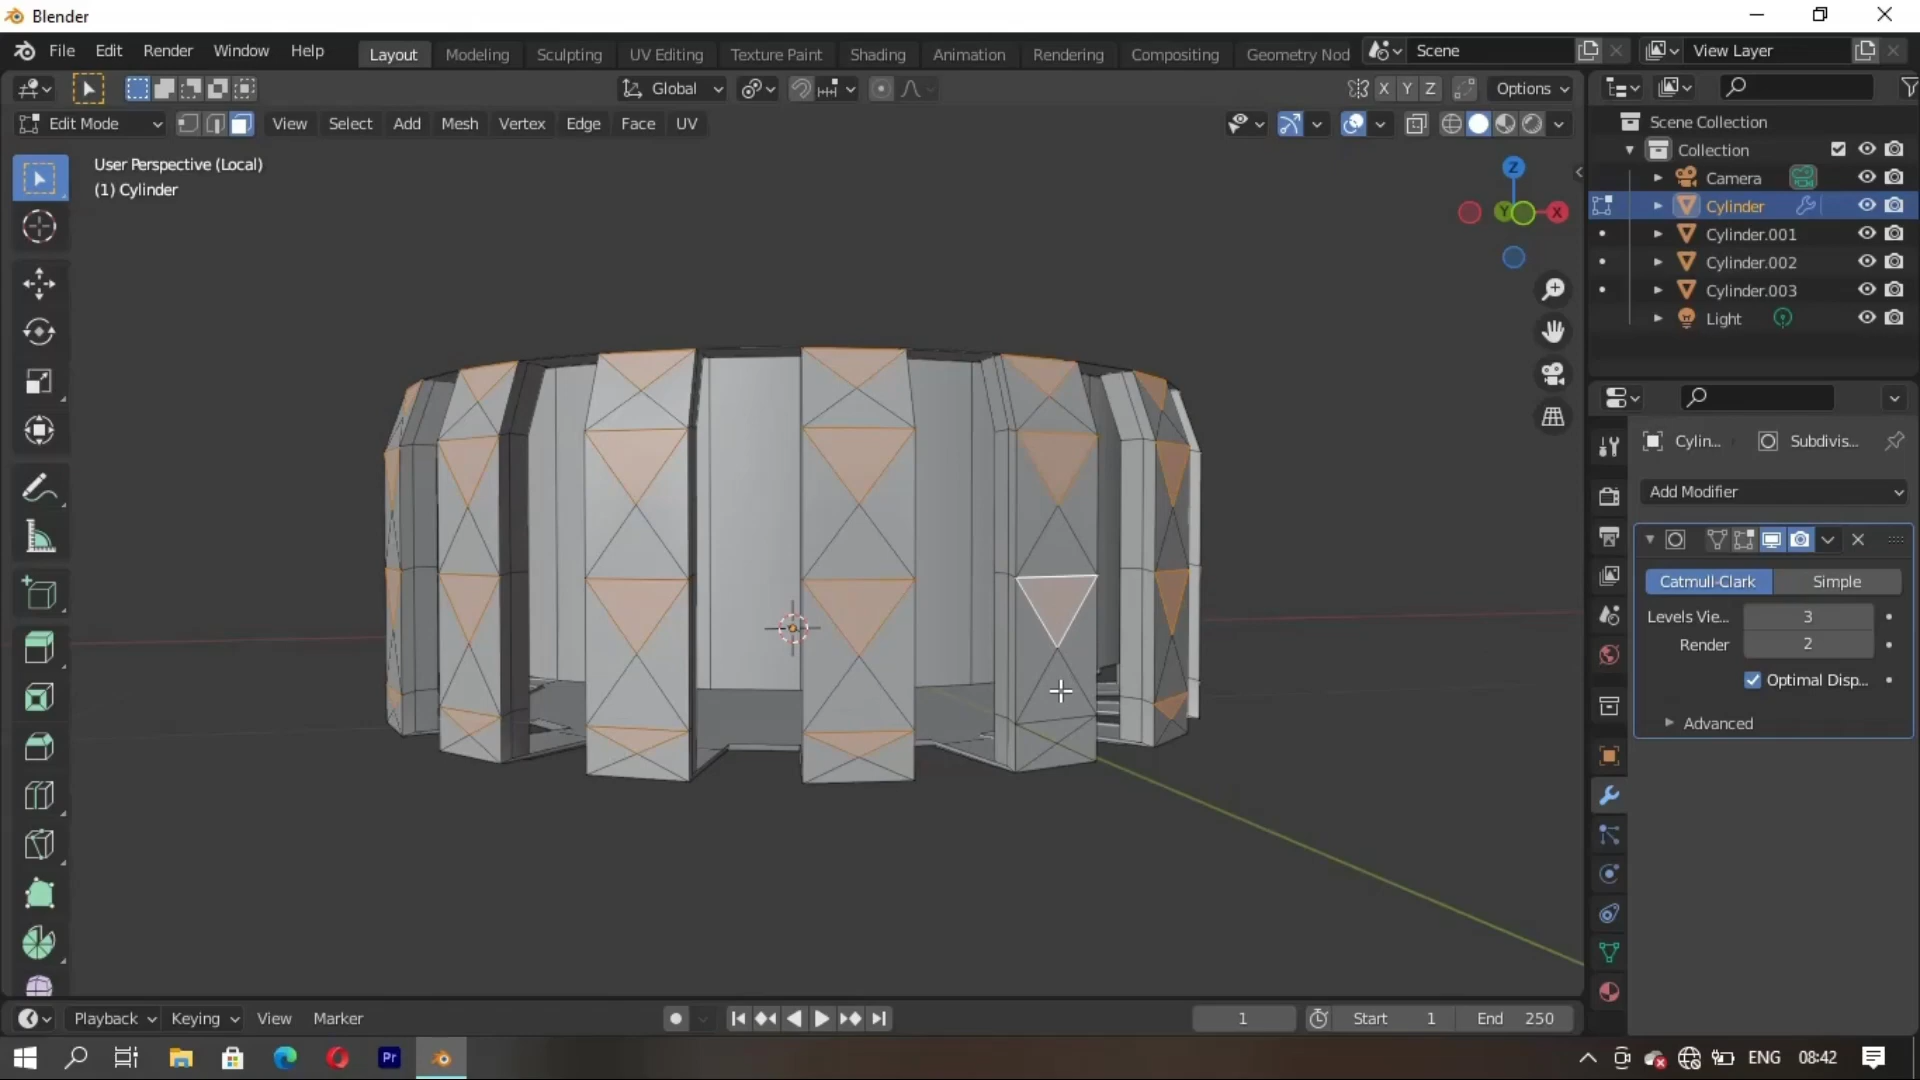 Blender
File Edit Render Window Help Layout Modeling Sculpting UV Editing Texture Paint Shading Animation Rendering Compositing Geometry Nod Scene View Layer
Global X Y Z Options
Edit Mode View Select Add Mesh Vertex Edge Face UV
User Perspective (Local)
(1) Cylinder
Z
Y
X
Scene Collection
Collection
Camera
Cylinder
Cylinder.001
Cylinder.002
Cylinder.003
Light
Cylin... Subdivis...
Add Modifier
Catmull-Clark Simple
Levels Vie... 3
Render 2
Optimal Disp...
Advanced
Playback Keying View Marker 1 Start 1 End 250
Pr ENG 08:42